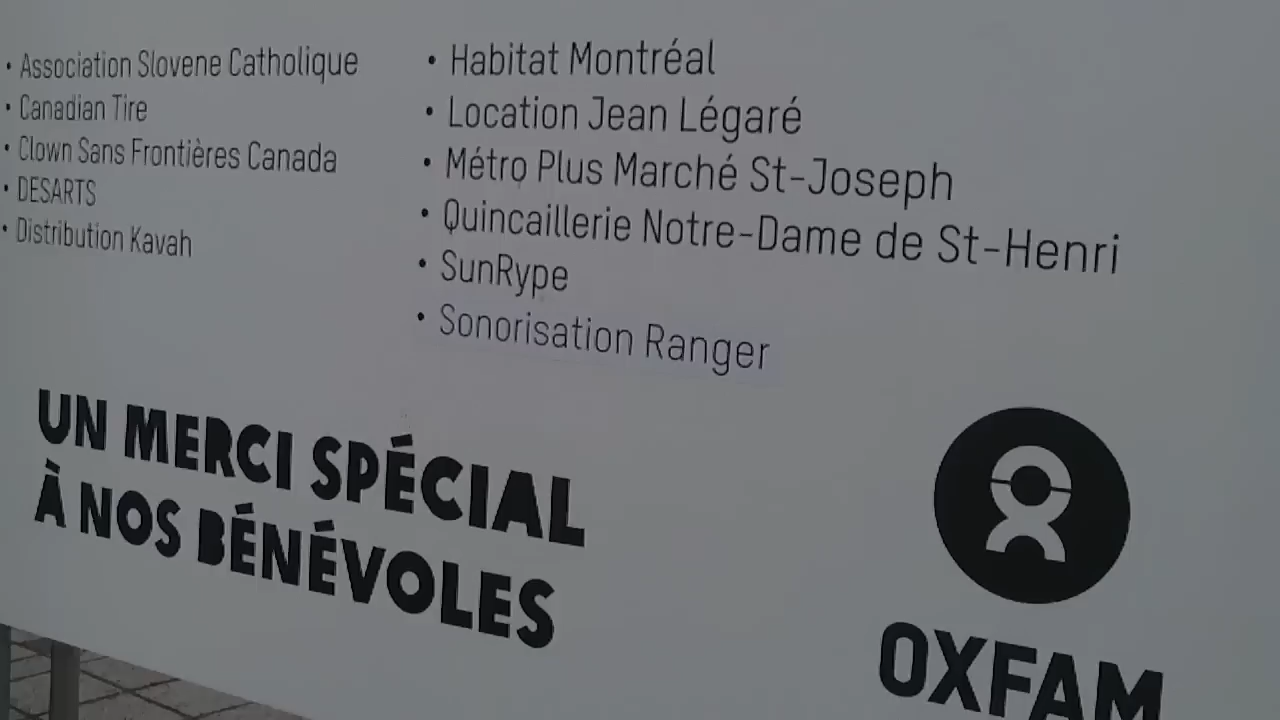 • Association Slovene Catholique
• Canadian Tire
• Clown Sans Frontières Canada
• DESARTS
• Distribution Kavah
• Habitat Montréal
• Location Jean Légaré
• Métro Plus Marché St-Joseph
• Quincaillerie Notre-Dame de St-Henri
• SunRype
• Sonorisation Ranger
UN MERCI SPÉCIAL
À NOS BÉNÉVOLES
OXFAM